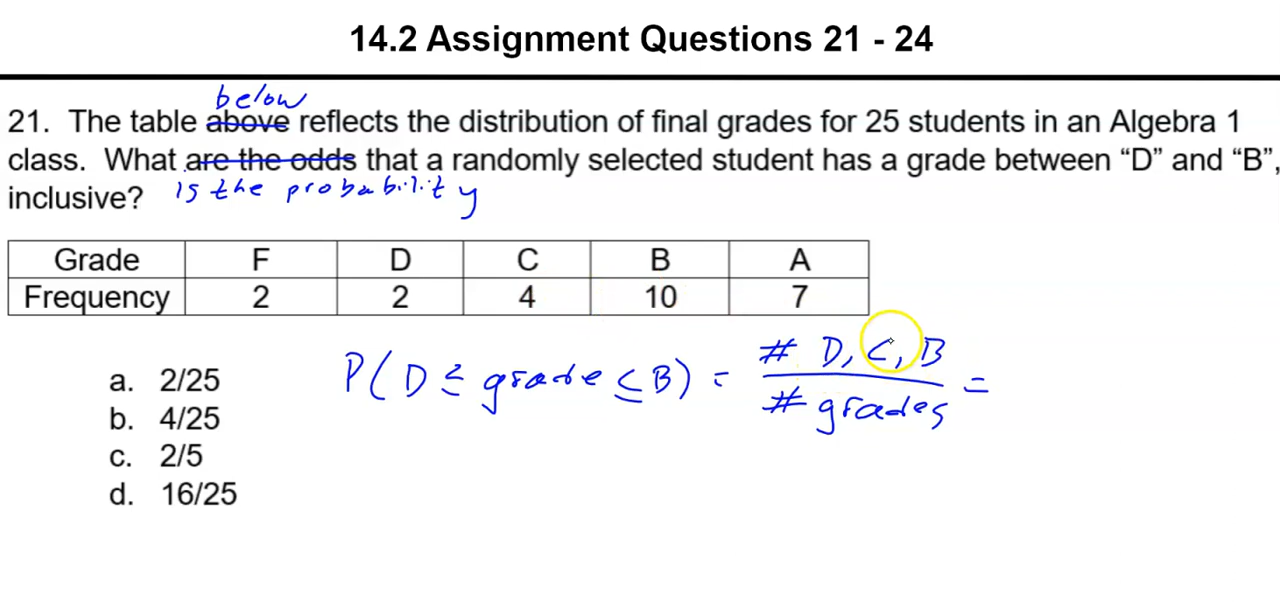 14.2 Assignment Questions 21 - 24
below
21. The table above reflects the distribution of final grades for 25 students in an Algebra 1
class. What are the odds that a randomly selected student has a grade between “D” and “B”,
inclusive? is the probability
Grade F D C B A
Frequency 2 2 4 10 7
P(D ≤ grade ≤ B) = # D, C, B / # grades =
a. 2/25
b. 4/25
c. 2/5
d. 16/25